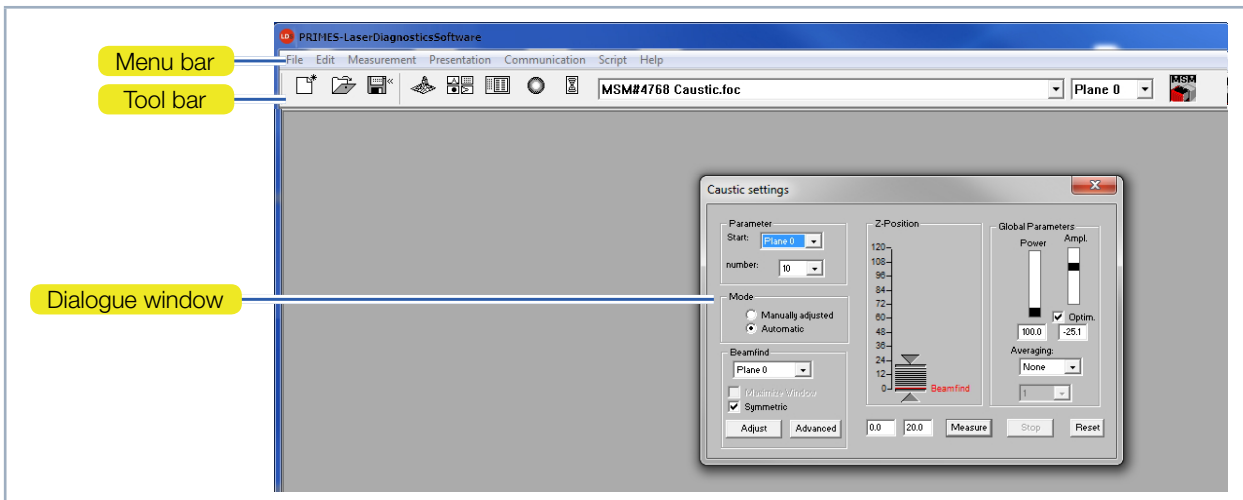 LD PRIMES-LaserDiagnosticsSoftware
Menu bar
File Edit Measurement Presentation Communication Script Help
Tool bar
MSM#4768 Caustic.foc Plane 0 MSM
Caustic settings
Parameter
Start: Plane 0
number: 10
Mode
Manually adjusted
Automatic
Beamfind
Plane 0
Maximize Window
Symmetric
Adjust Advanced
Z-Position
120
108
96
84
72
60
48
36
24
12
0 Beamfind
0.0 20.0 Measure Stop Reset
Global Parameters
Power Ampl.
Optim.
100.0 -25.1
Averaging:
None
1
Dialogue window